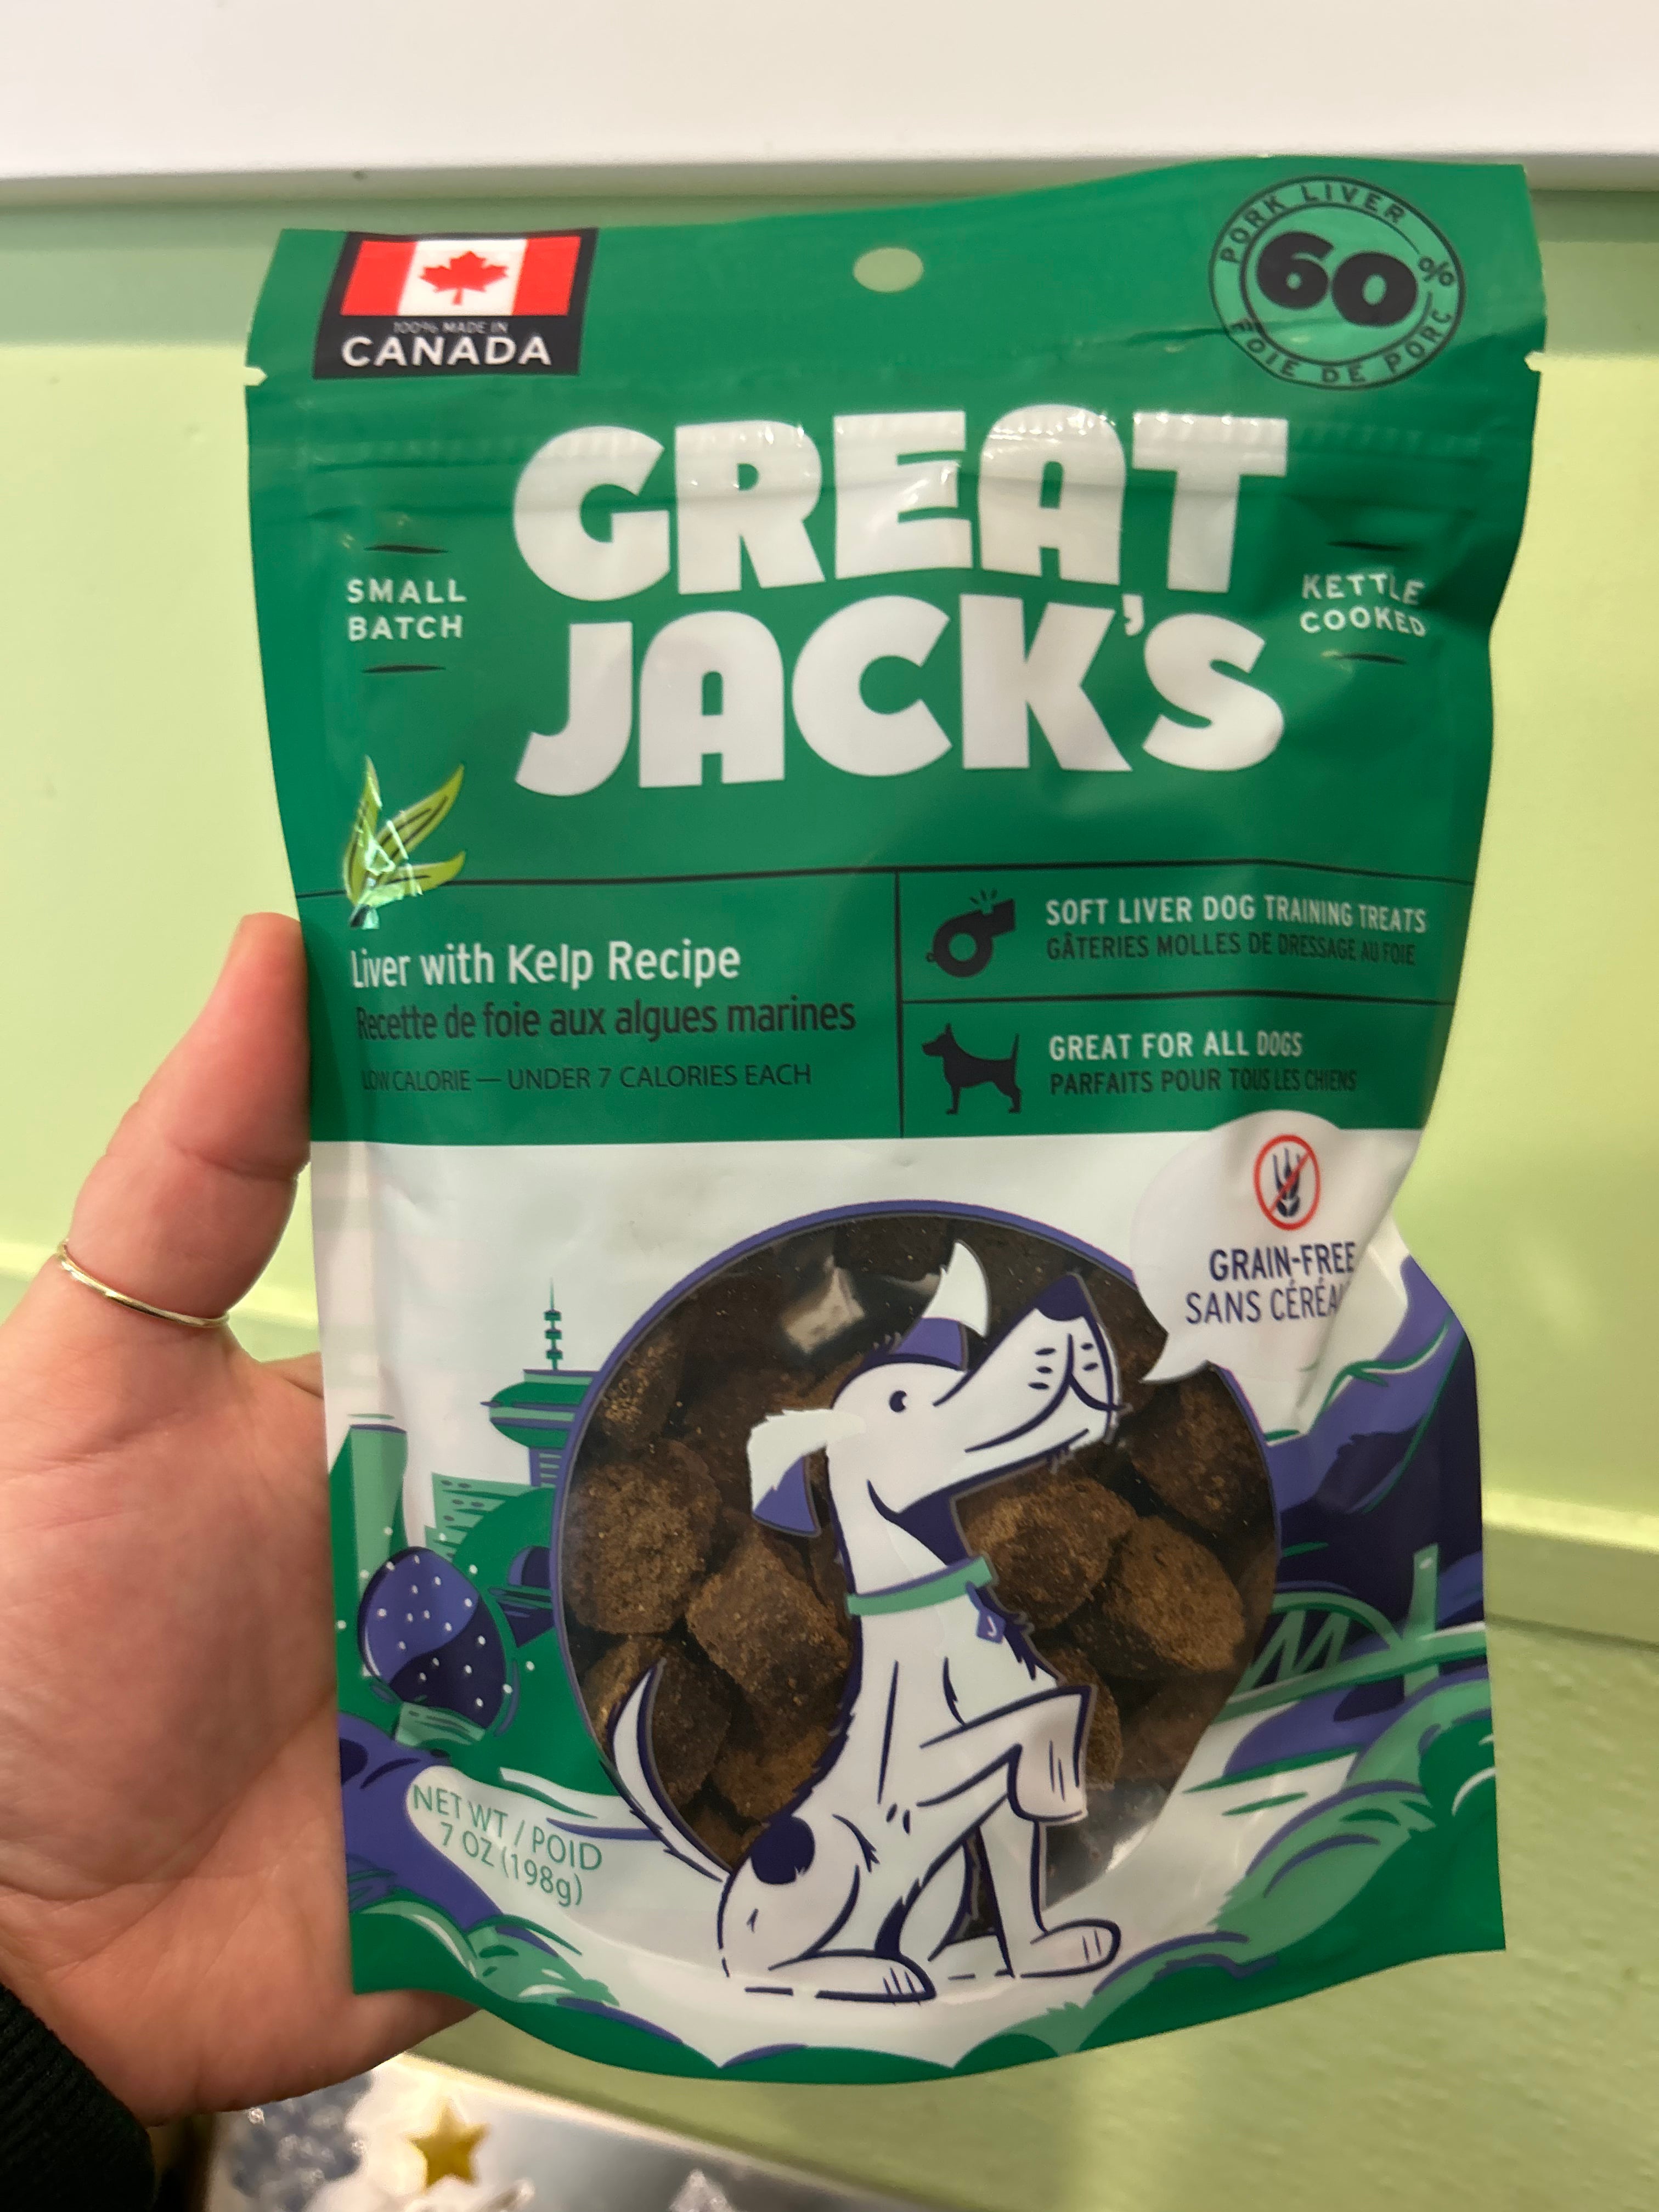 100% MADE IN
CANADA
PORK LIVER
60%
FOIE DE PORC
GREAT
JACK'S
SMALL
BATCH
KETTLE
COOKED
Liver with Kelp Recipe
Recette de foie aux algues marines
LOW CALORIE — UNDER 7 CALORIES EACH
SOFT LIVER DOG TRAINING TREATS
GÂTERIES MOLLES DE DRESSAGE AU FOIE
GREAT FOR ALL DOGS
PARFAITS POUR TOUS LES CHIENS
GRAIN-FREE
SANS CÉRÉA
J
NET WT / POID
7 OZ (198g)